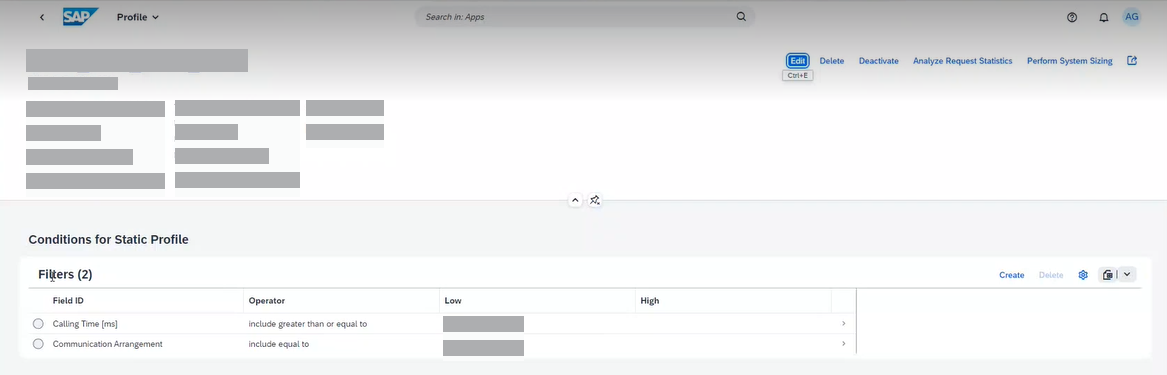 SAP Profile Search in: Apps AG
Edit Delete Deactivate Analyze Request Statistics Perform System Sizing
Ctrl+E
Conditions for Static Profile
Filters (2) Create Delete
Field ID Operator Low High
Calling Time [ms] include greater than or equal to
Communication Arrangement include equal to